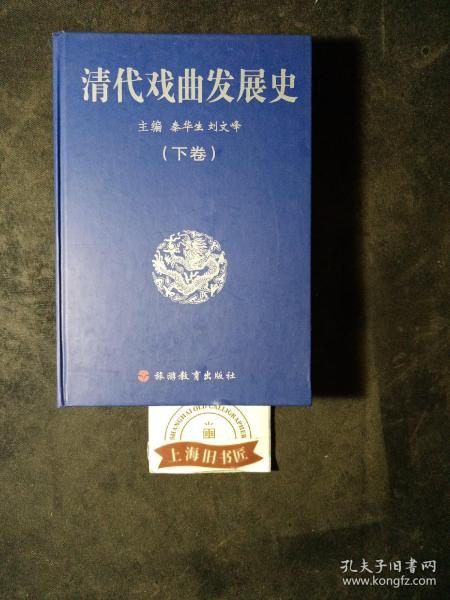 清代戏曲发展史
主编 秦华生 刘文峰
(下卷)
旅游教育出版社
SHANGHAI OLD CALLIGRAPHER
上海旧书匠
孔夫子旧书网
www.kongfz.com